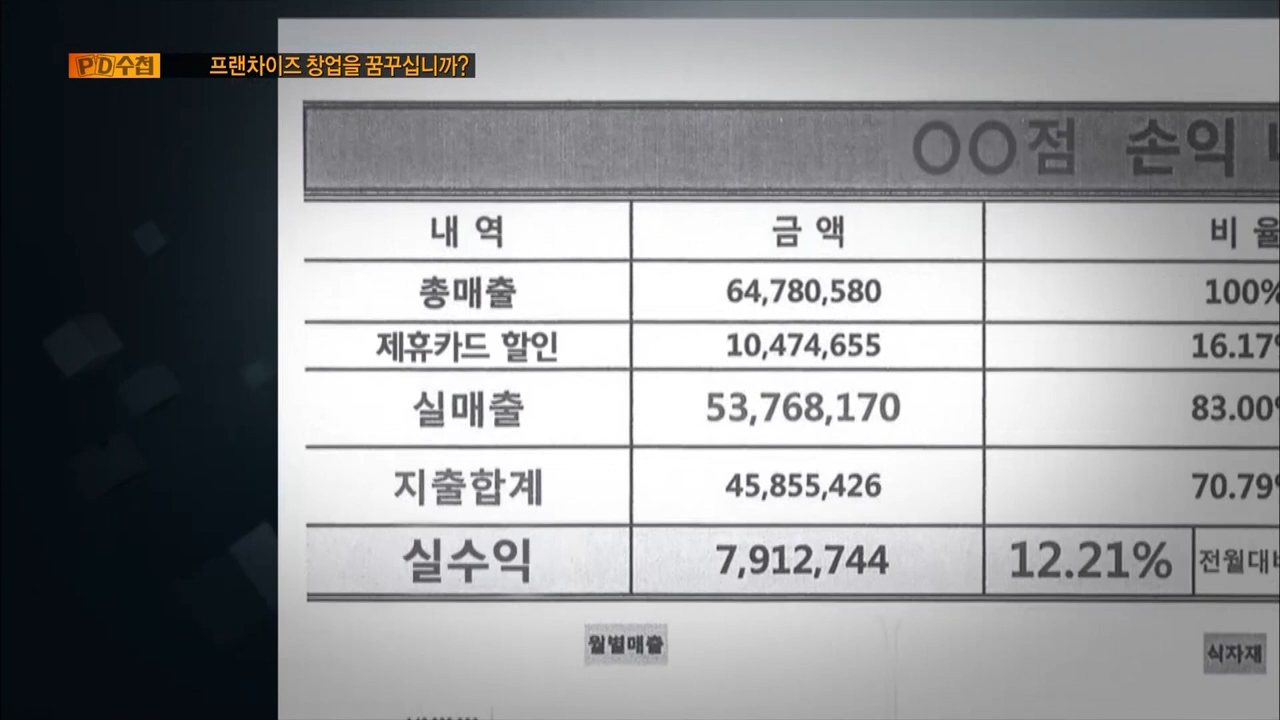 PD수첩 프랜차이즈 창업을 꿈꾸십니까?
○○점 손익
내 역 금 액 비 율
총매출 64,780,580 100%
제휴카드 할인 10,474,655 16.17%
실매출 53,768,170 83.00%
지출합계 45,855,426 70.79%
실수익 7,912,744 12.21% 전월대비
월별매출 식자재